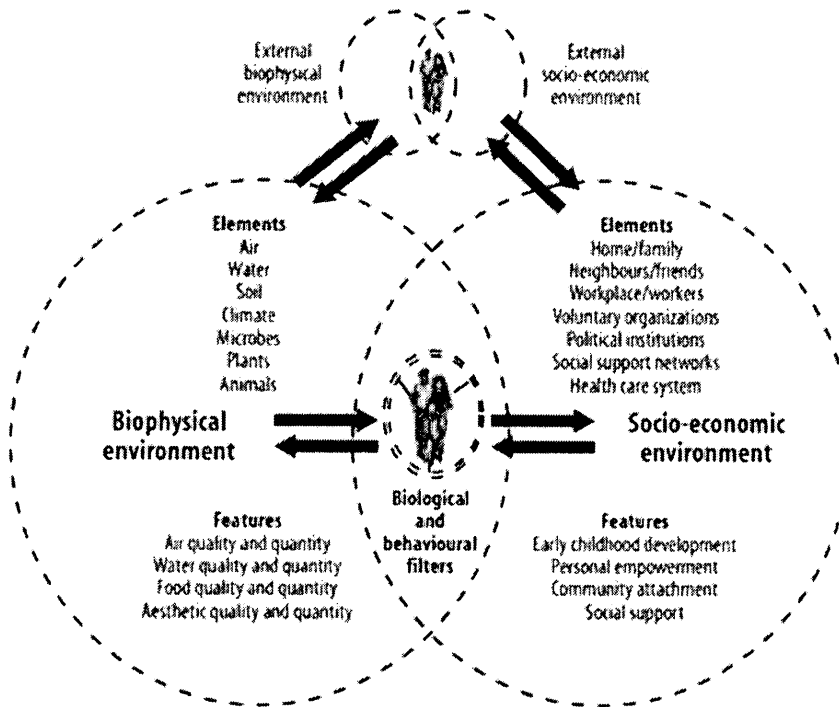 External
biophysical
environment
External
socio-economic
environment
Elements
Air
Water
Soil
Climate
Microbes
Plants
Animals
Elements
Home/family
Neighbours/friends
Workplace/workers
Voluntary organizations
Political institutions
Social support networks
Health care system
Biophysical
environment
Socio-economic
environment
Biological
and
behavioural
filters
Features
Air quality and quantity
Water quality and quantity
Food quality and quantity
Aesthetic quality and quantity
Features
Early childhood development
Personal empowerment
Community attachment
Social support